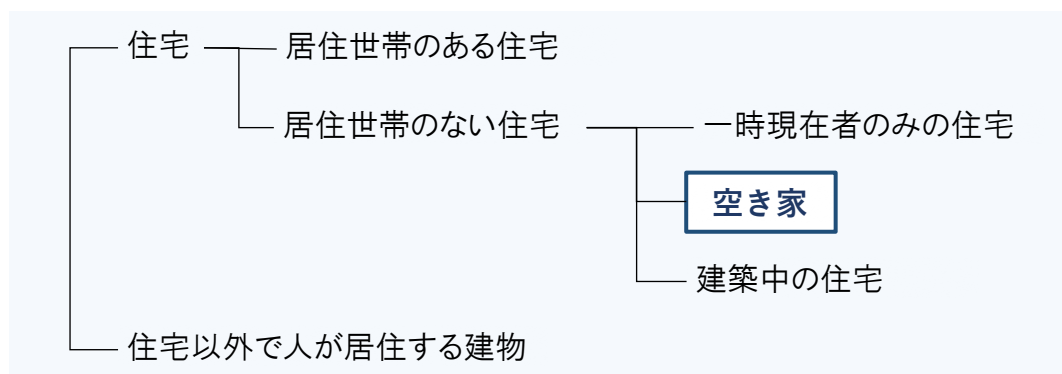 住宅
居住世帯のある住宅
居住世帯のない住宅
一時現在者のみの住宅
空き家
建築中の住宅
住宅以外で人が居住する建物